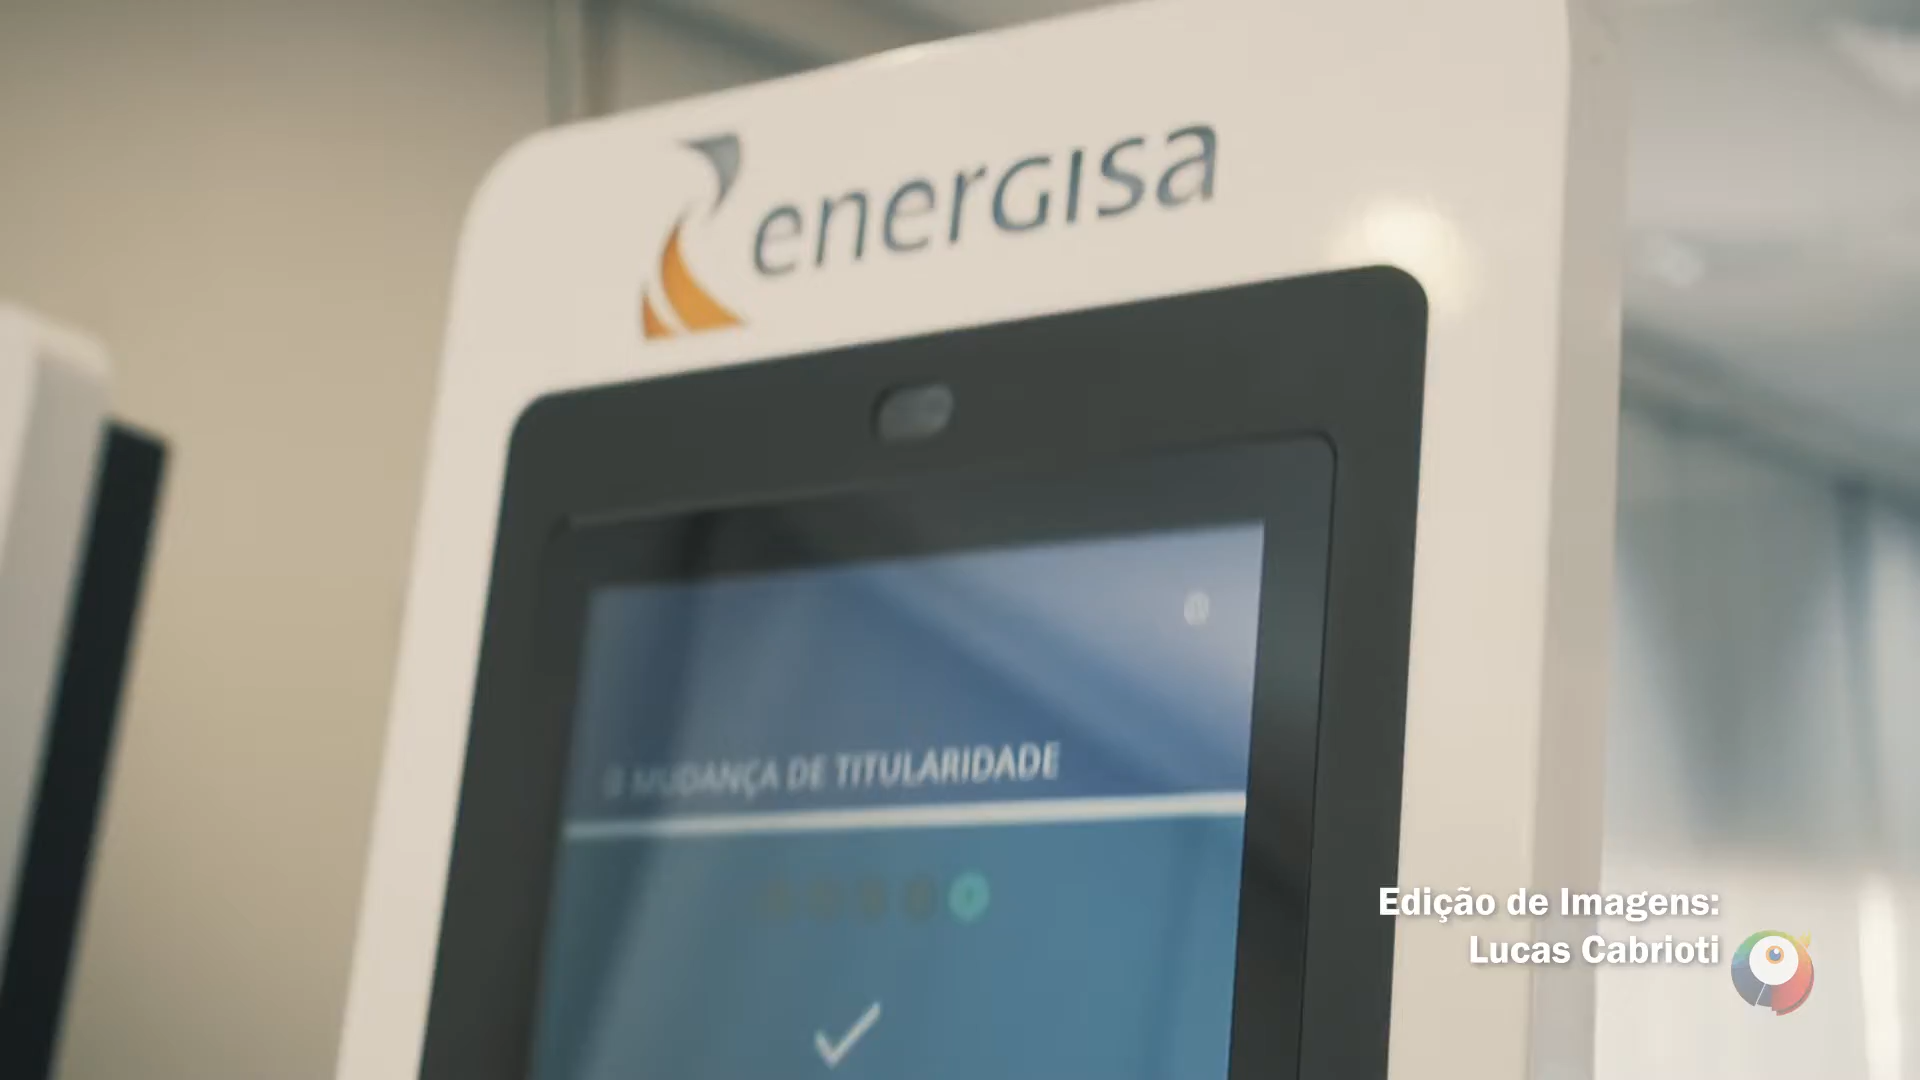 energisa
MUDANÇA DE TITULARIDADE
Edição de Imagens:
Lucas Cabrioti